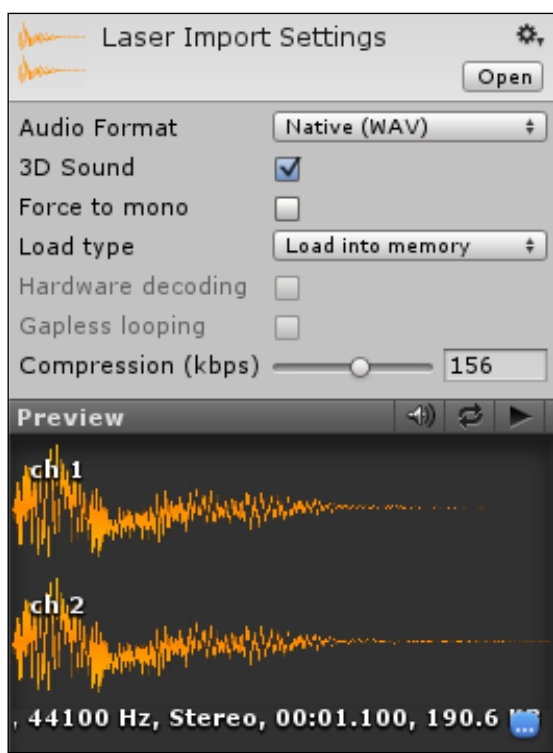 Laser Import Settings
Open
Audio Format Native (WAV)
3D Sound
Force to mono
Load type Load into memory
Hardware decoding
Gapless looping
Compression (kbps) 156
Preview
ch 1
ch 2
, 44100 Hz, Stereo, 00:01.100, 190.6